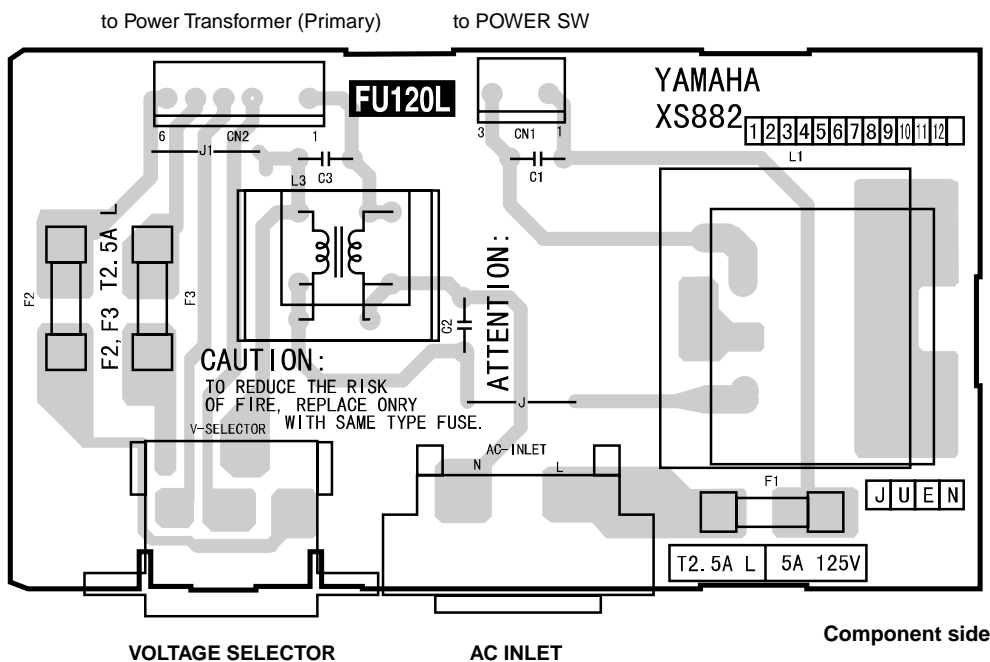 to Power Transformer (Primary)
to POWER SW
FU120L
YAMAHA
XS882
1 2 3 4 5 6 7 8 9 10 11 12
6 CN2 1
3 CN1 1
J1
C3
C1
L1
L3
F2
F3
F2, F3 T2.5A L
C2
ATTENTION:
CAUTION:
TO REDUCE THE RISK
OF FIRE, REPLACE ONRY
WITH SAME TYPE FUSE.
J
V-SELECTOR
AC-INLET
N L
F1
J U E N
T2.5A L 5A 125V
VOLTAGE SELECTOR
AC INLET
Component side